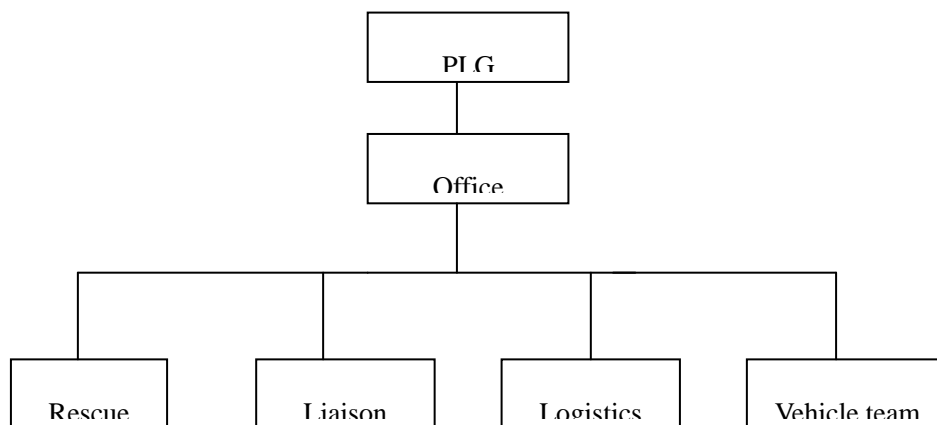 PLG
Office
Rescue
Liaison
Logistics
Vehicle team